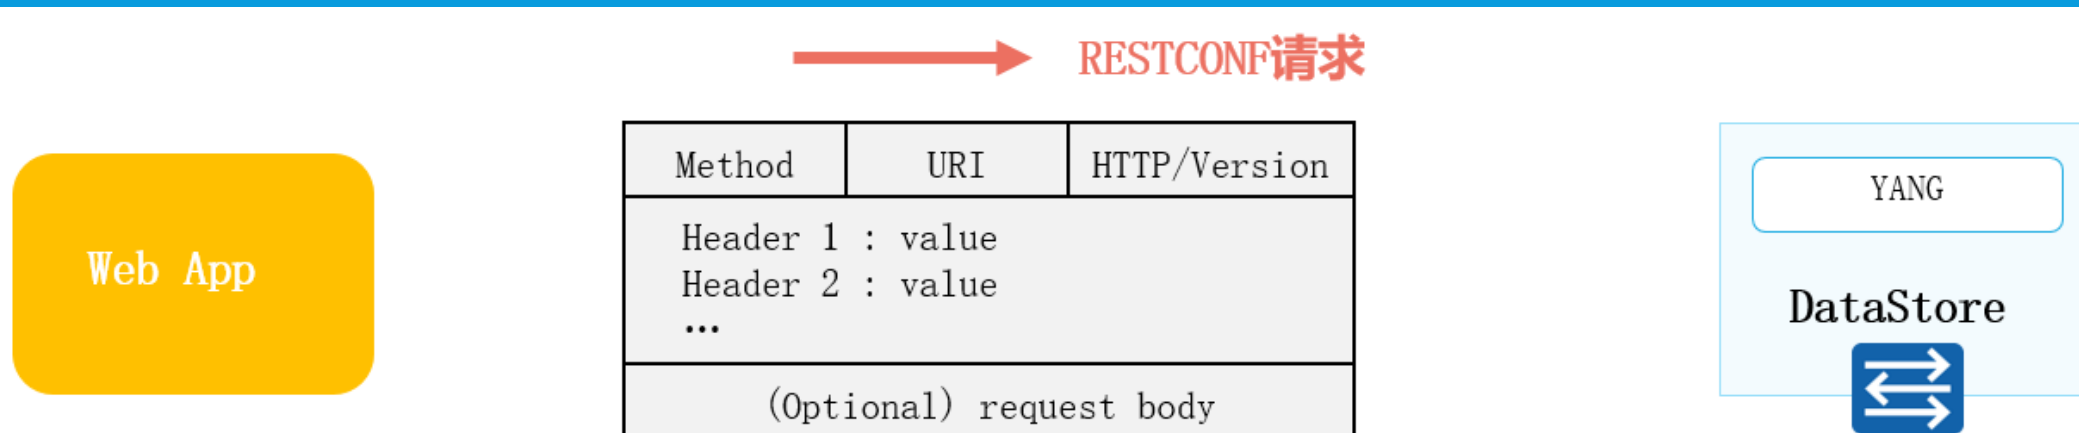 RESTCONF请求
Method URI HTTP/Version
YANG
Header 1 : value
Web App
Header 2 : value
DataStore
…
(Optional) request body